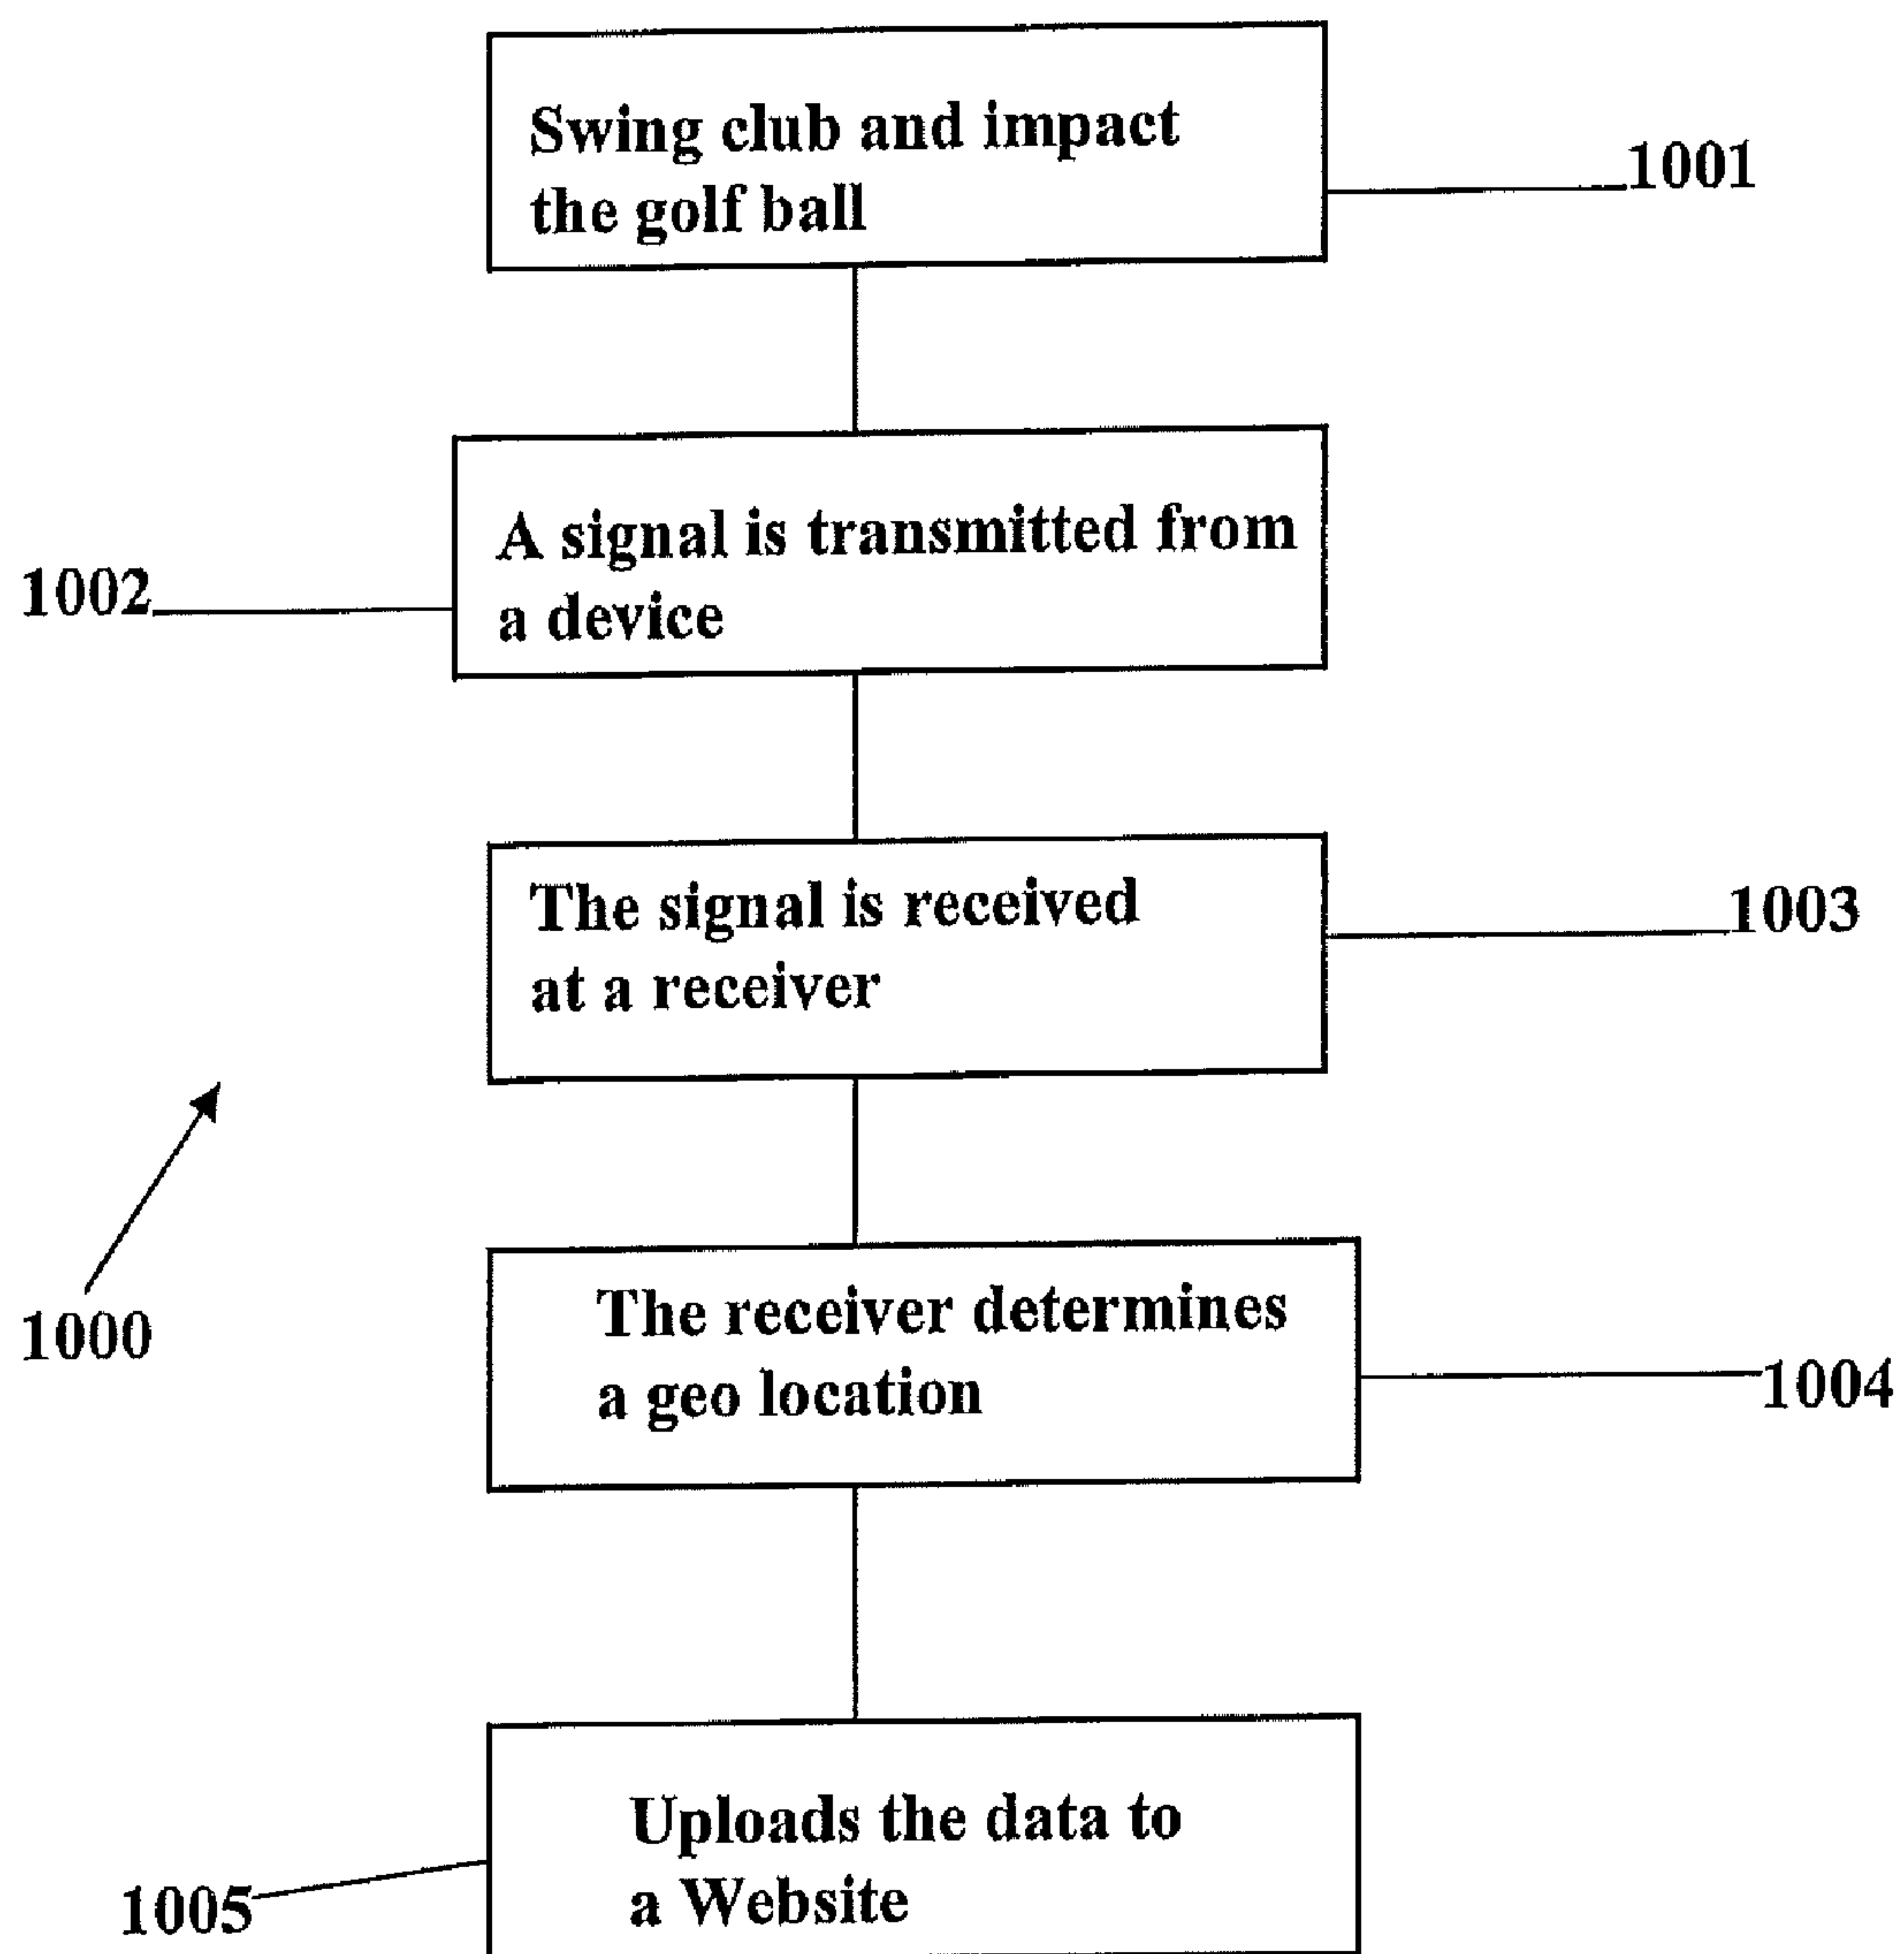 Swing club and impact
the golf ball
1001
A signal is transmitted from
a device
1002
The signal is received
at a receiver
1003
1000
The receiver determines
a geo location
1004
Uploads the data to
a Website
1005